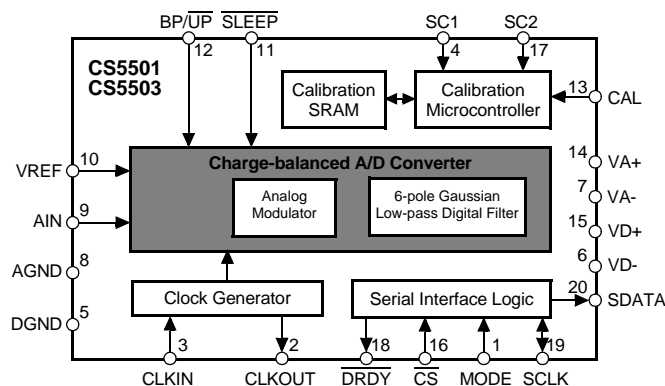 BP/UP
SLEEP
SC1
SC2
12
11
4
17
CS5501
CS5503
Calibration
SRAM
Calibration
Microcontroller
13
CAL
Charge-balanced A/D Converter
Analog
Modulator
6-pole Gaussian
Low-pass Digital Filter
VREF
10
AIN
9
AGND
8
DGND
5
14
VA+
7
VA-
15
VD+
6
VD-
20
SDATA
Clock Generator
Serial Interface Logic
3
2
18
16
1
19
CLKIN
CLKOUT
DRDY
CS
MODE
SCLK